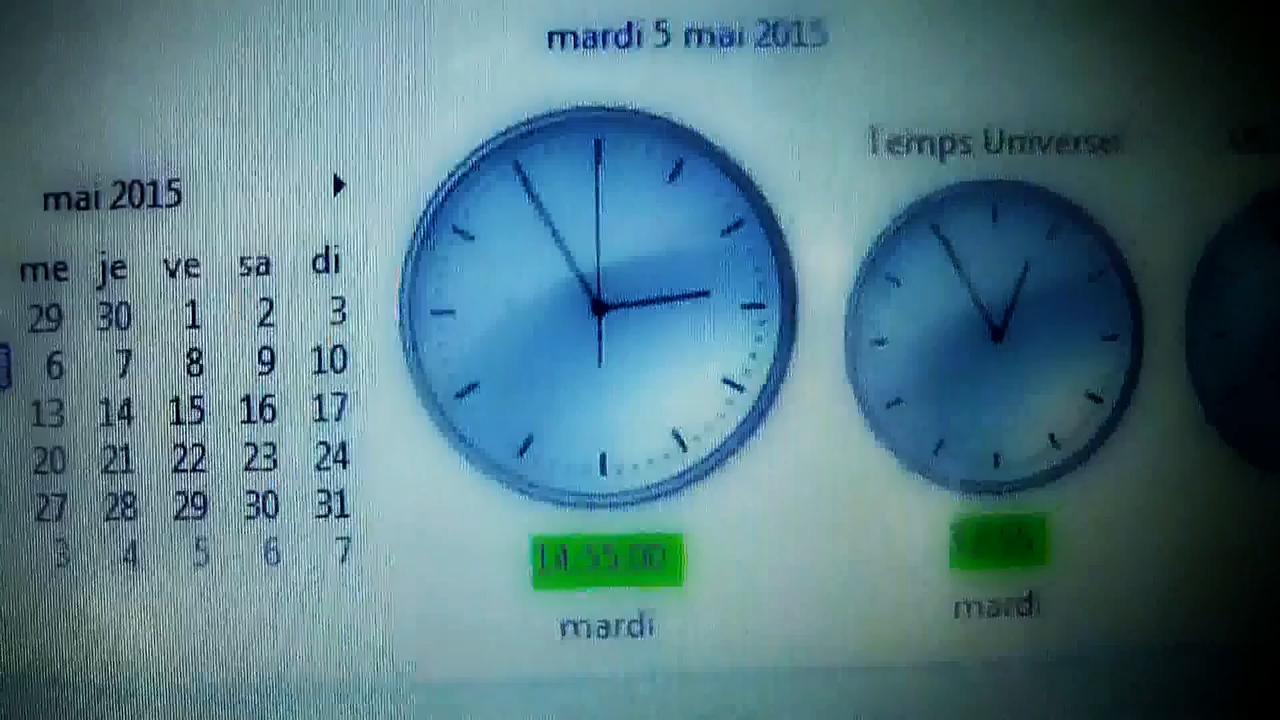 mardi 5 mai 2015
mai 2015
me je ve sa di
29 30 1 2 3
6 7 8 9 10
13 14 15 16 17
20 21 22 23 24
27 28 29 30 31
3 4 5 6 7
14:55:00
mardi
Temps Universel
mardi